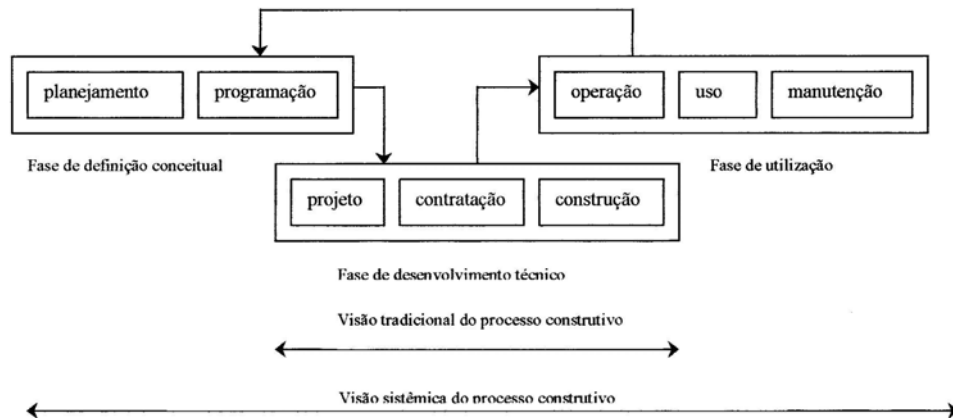 planejamento
programação
operação
uso
manutenção
Fase de definição conceitual
Fase de utilização
projeto
contratação
construção
Fase de desenvolvimento técnico
Visão tradicional do processo construtivo
Visão sistêmica do processo construtivo